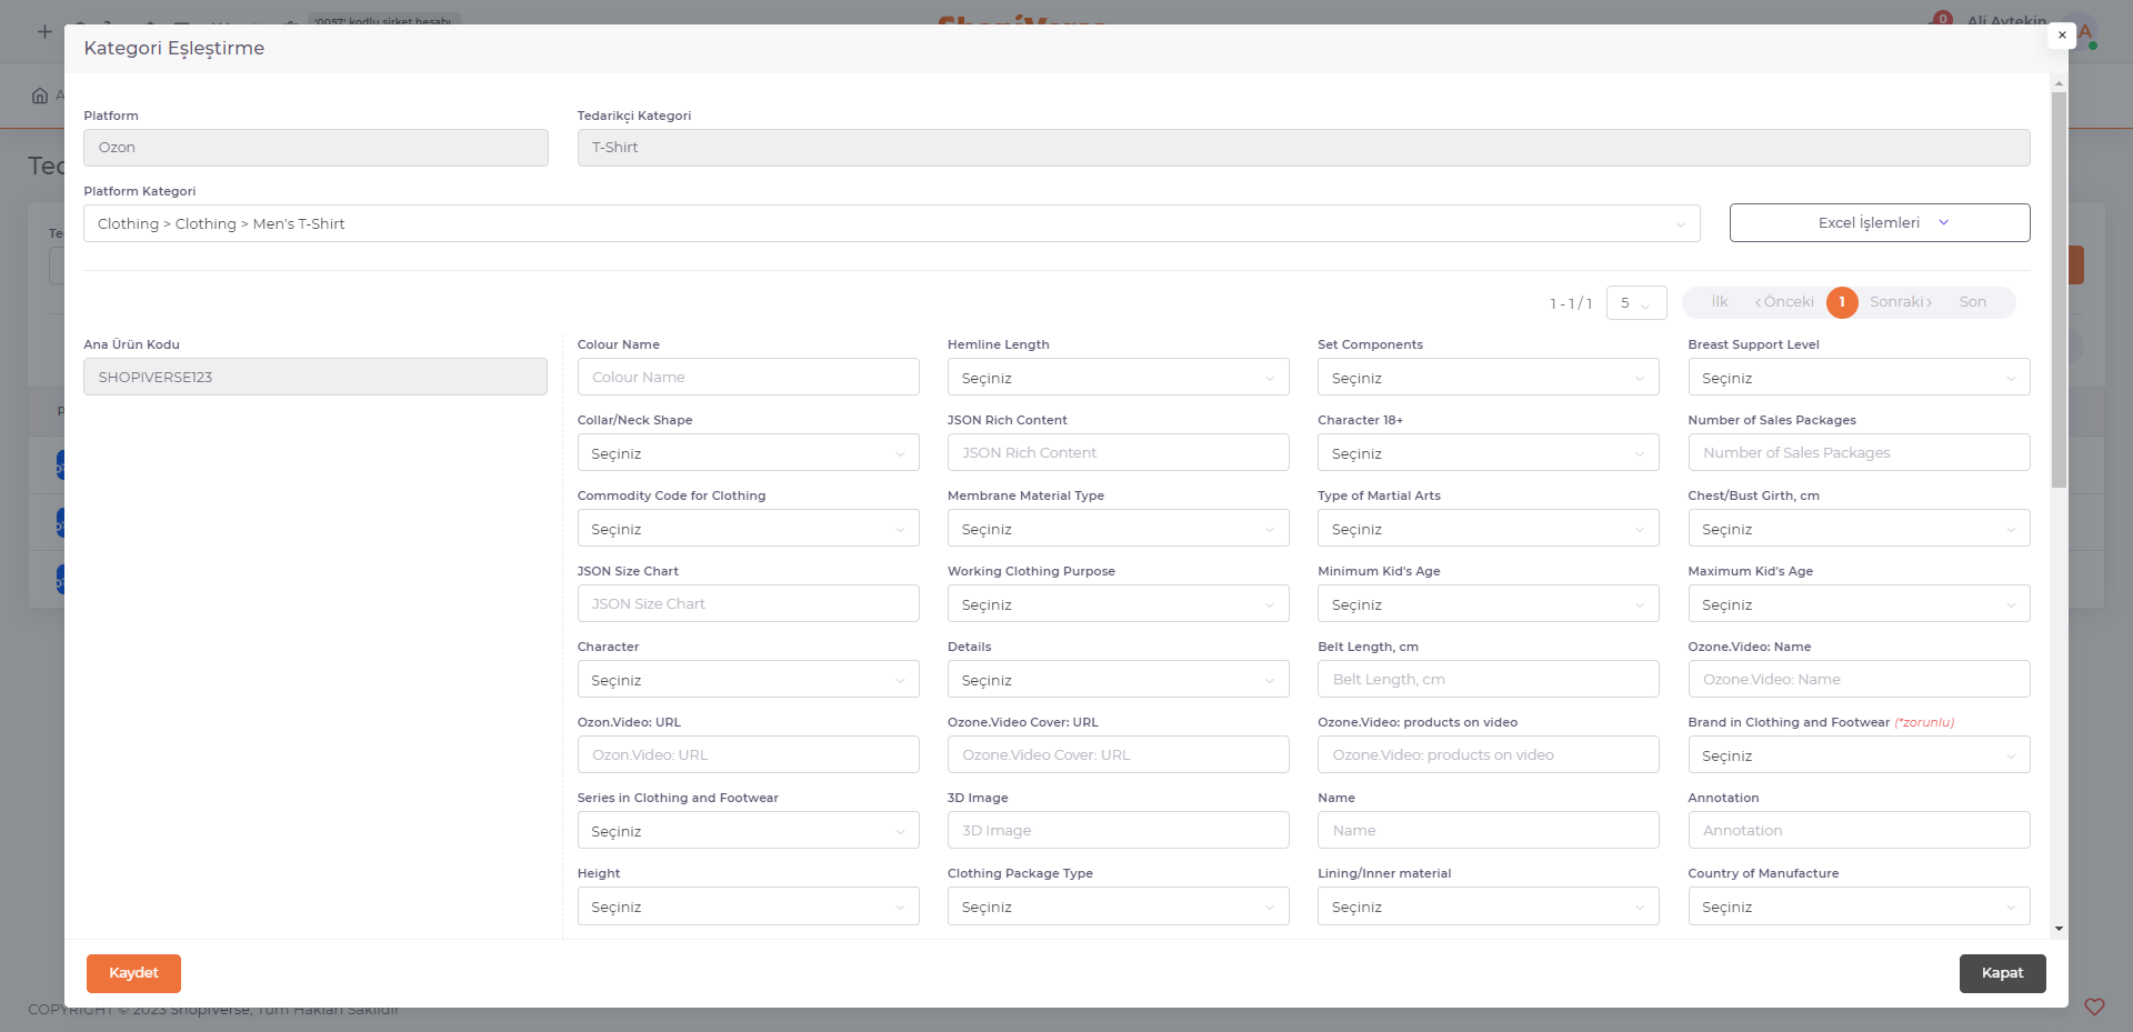 '0057' kodlu şirket hesabı
0
Ali Aytekin
A
Kategori Eşleştirme
×
Platform
Tedarikçi Kategori
Ozon
T-Shirt
Platform Kategori
Clothing > Clothing > Men's T-Shirt
Excel İşlemleri
1 - 1 / 1
5
İlk ‹ Önceki 1 Sonraki › Son
Ana Ürün Kodu
SHOPIVERSE123
Colour Name Hemline Length Set Components Breast Support Level
Colour Name Seçiniz Seçiniz Seçiniz
Collar/Neck Shape JSON Rich Content Character 18+ Number of Sales Packages
Seçiniz JSON Rich Content Seçiniz Number of Sales Packages
Commodity Code for Clothing Membrane Material Type Type of Martial Arts Chest/Bust Girth, cm
Seçiniz Seçiniz Seçiniz Seçiniz
JSON Size Chart Working Clothing Purpose Minimum Kid's Age Maximum Kid's Age
JSON Size Chart Seçiniz Seçiniz Seçiniz
Character Details Belt Length, cm Ozone.Video: Name
Seçiniz Seçiniz Belt Length, cm Ozone.Video: Name
Ozon.Video: URL Ozone.Video Cover: URL Ozone.Video: products on video Brand in Clothing and Footwear (*zorunlu)
Ozon.Video: URL Ozone.Video Cover: URL Ozone.Video: products on video Seçiniz
Series in Clothing and Footwear 3D Image Name Annotation
Seçiniz 3D Image Name Annotation
Height Clothing Package Type Lining/Inner material Country of Manufacture
Seçiniz Seçiniz Seçiniz Seçiniz
Kaydet
Kapat
COPYRIGHT © 2023 Shopiverse, Tüm Hakları Saklıdır